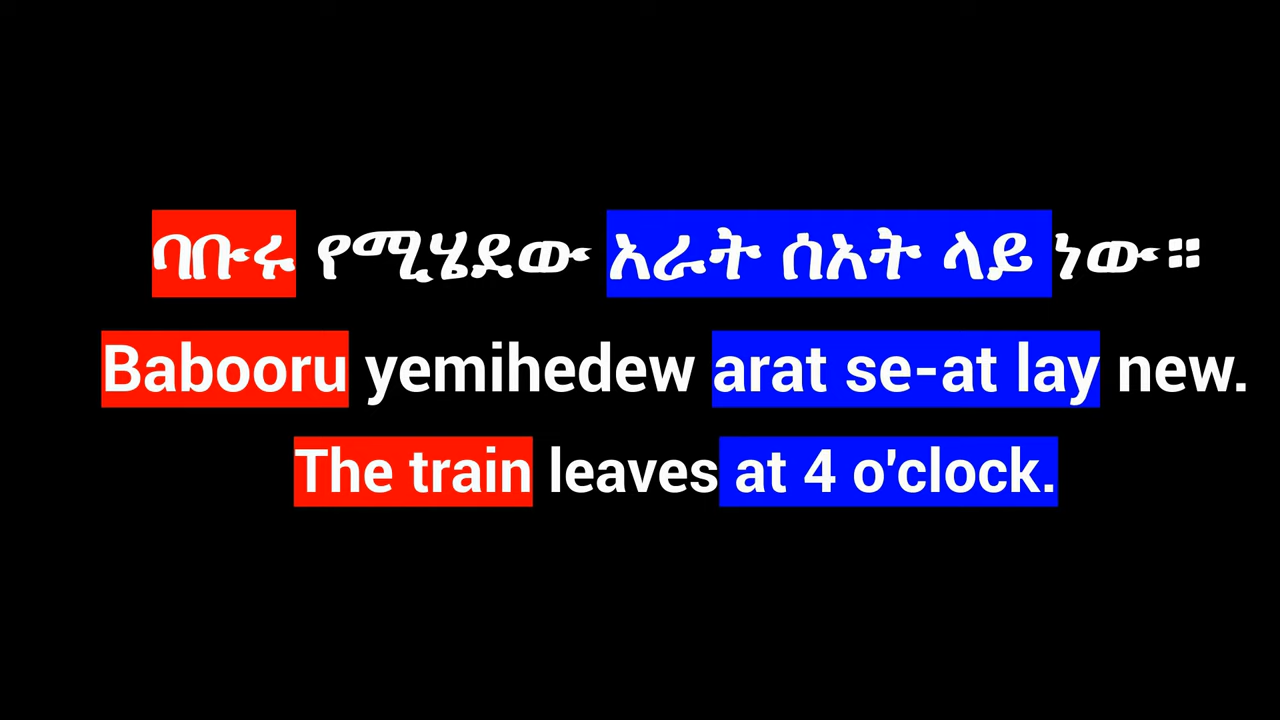 ባቡሩ የሚሄደው አራት ሰአት ላይ ነው።
Babooru yemihedew arat se-at lay new.
The train leaves at 4 o'clock.